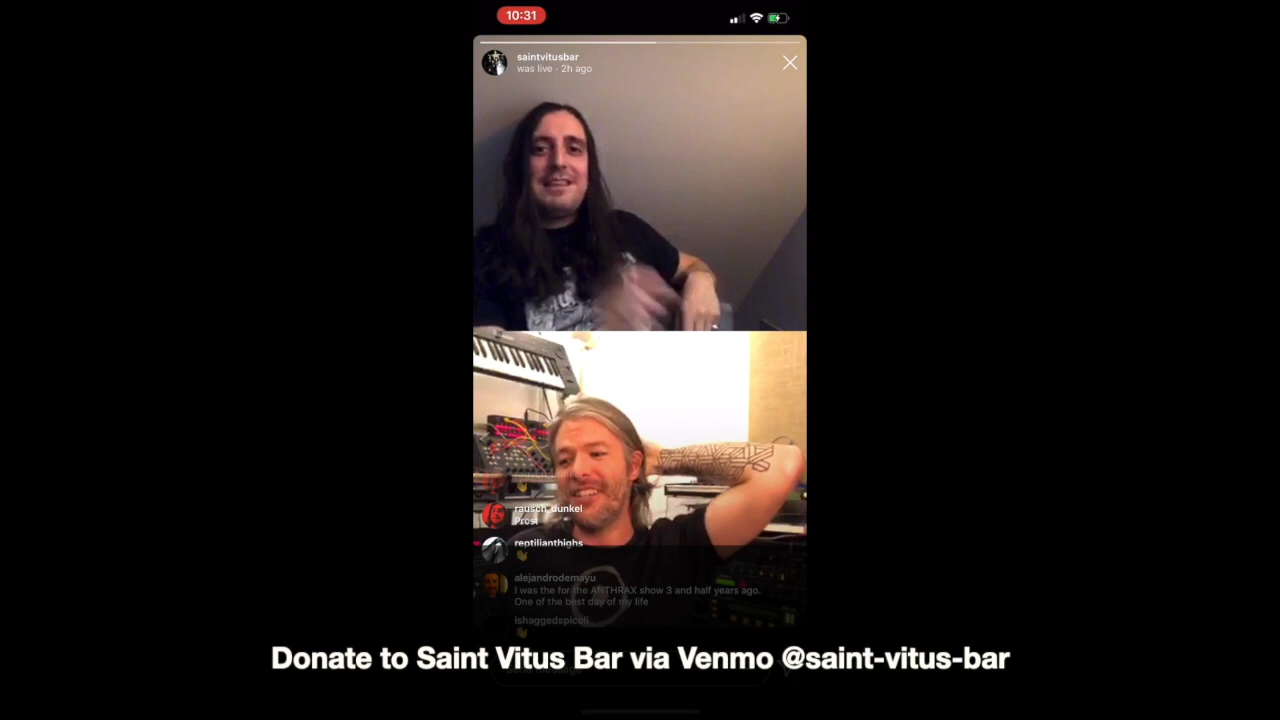 10:31
saintvitusbar
was live · 2h ago
rausch_dunkel
Prost
reptilianthighs
alejandrodemayu
I was the for the ANTHRAX show 3 and half years ago.
One of the best day of my life
ishaggedspicoli
Donate to Saint Vitus Bar via Venmo @saint-vitus-bar